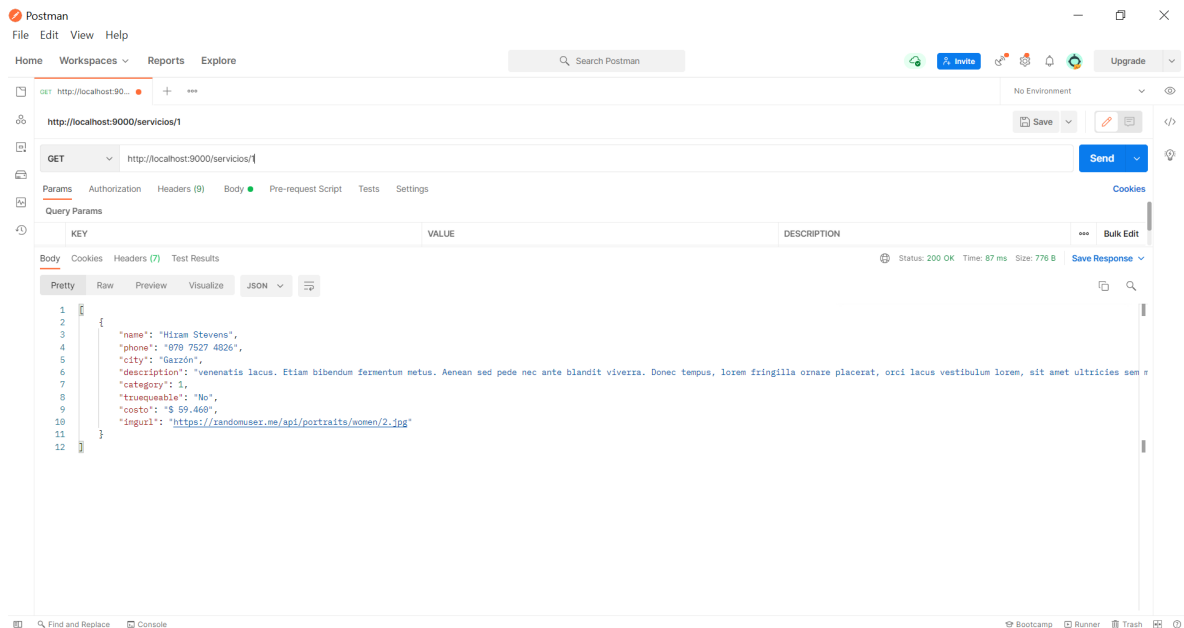 Postman
File Edit View Help
Home Workspaces Reports Explore Search Postman Invite Upgrade
GET http://localhost:90... No Environment
http://localhost:9000/servicios/1 Save
GET http://localhost:9000/servicios/1 Send
Params Authorization Headers (9) Body Pre-request Script Tests Settings Cookies
Query Params
KEY VALUE DESCRIPTION Bulk Edit
Body Cookies Headers (7) Test Results Status: 200 OK Time: 87 ms Size: 776 B Save Response
Pretty Raw Preview Visualize JSON
1 [
2 {
3 "name": "Hiram Stevens",
4 "phone": "070 7527 4826",
5 "city": "Garzón",
6 "description": "venenatis lacus. Etiam bibendum fermentum metus. Aenean sed pede nec ante blandit viverra. Donec tempus, lorem fringilla ornare placerat, orci lacus vestibulum lorem, sit amet ultricies sem m
7 "category": 1,
8 "truequeable": "No",
9 "costo": "$ 59.460",
10 "imgurl": "https://randomuser.me/api/portraits/women/2.jpg"
11 }
12 ]
Find and Replace Console Bootcamp Runner Trash